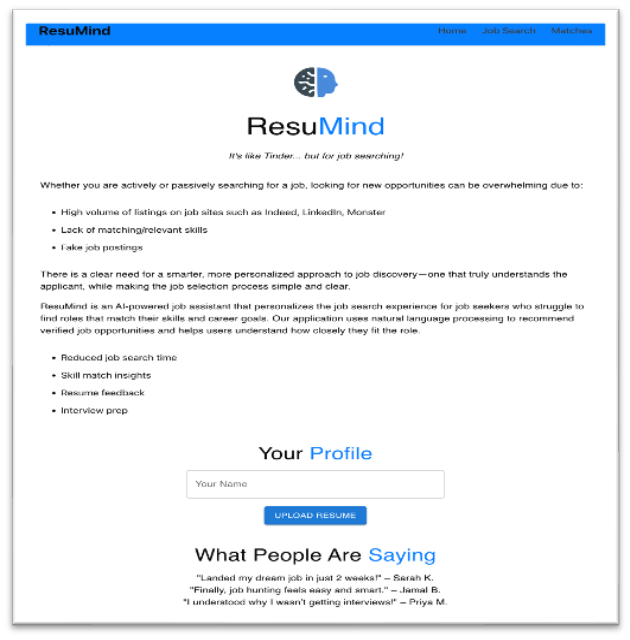 ResuMind
Home Job Search Matches
ResuMind
It's like Tinder... but for job searching!
Whether you are actively or passively searching for a job, looking for new opportunities can be overwhelming due to:
• High volume of listings on job sites such as Indeed, LinkedIn, Monster
• Lack of matching/relevant skills
• Fake job postings
There is a clear need for a smarter, more personalized approach to job discovery—one that truly understands the
applicant, while making the job selection process simple and clear.
ResuMind is an AI-powered job assistant that personalizes the job search experience for job seekers who struggle to
find roles that match their skills and career goals. Our application uses natural language processing to recommend
verified job opportunities and helps users understand how closely they fit the role.
• Reduced job search time
• Skill match insights
• Resume feedback
• Interview prep
Your Profile
Your Name
UPLOAD RESUME
What People Are Saying
"Landed my dream job in just 2 weeks!" – Sarah K.
"Finally, job hunting feels easy and smart." – Jamal B.
"I understood why I wasn't getting interviews!" – Priya M.